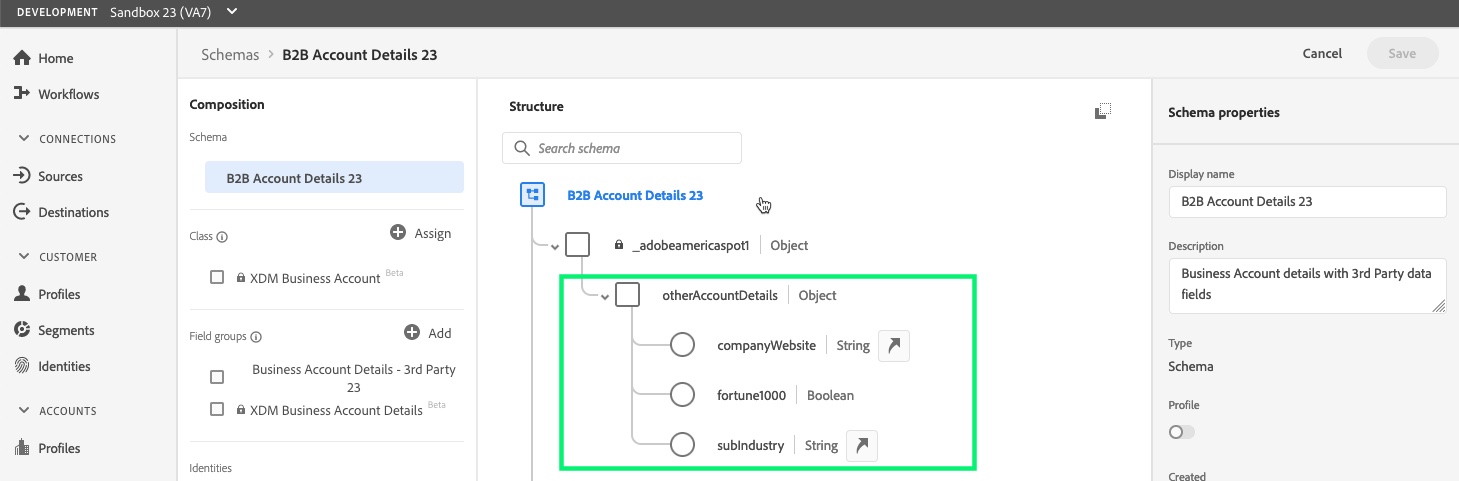 DEVELOPMENT Sandbox 23 (VA7)
Home
Workflows
CONNECTIONS
Sources
Destinations
CUSTOMER
Profiles
Segments
Identities
ACCOUNTS
Profiles
Schemas > B2B Account Details 23
Cancel
Save
Composition
Schema
B2B Account Details 23
Class
Assign
XDM Business Account Beta
Field groups
Add
Business Account Details - 3rd Party
23
XDM Business Account Details Beta
Identities
Structure
Search schema
B2B Account Details 23
_adobeamericaspot1 Object
otherAccountDetails Object
companyWebsite String
fortune1000 Boolean
subIndustry String
Schema properties
Display name
B2B Account Details 23
Description
Business Account details with 3rd Party data
fields
Type
Schema
Profile
Created